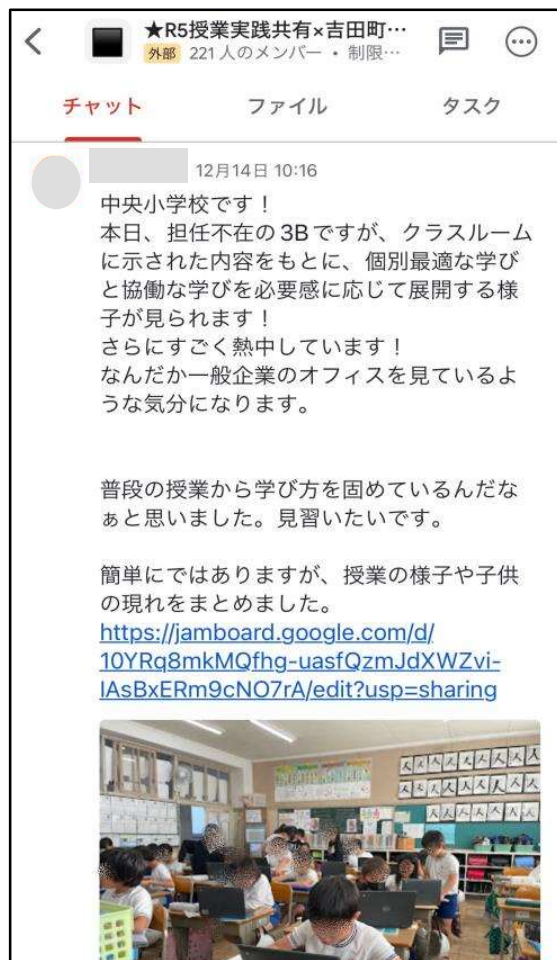 ★R5授業実践共有×吉田町…
外部 221 人のメンバー • 制限…
チャット ファイル タスク
12月14日 10:16
中央小学校です！
本日、担任不在の3Bですが、クラスルーム
に示された内容をもとに、個別最適な学び
と協働な学びを必要感に応じて展開する様
子が見られます！
さらにすごく熱中しています！
なんだか一般企業のオフィスを見ているよ
うな気分になります。
普段の授業から学び方を固めているんだな
ぁと思いました。見習いたいです。
簡単にではありますが、授業の様子や子供
の現れをまとめました。
https://jamboard.google.com/d/
10YRq8mkMQfhg-uasfQzmJdXWZvi-
IAsBxERm9cNO7rA/edit?usp=sharing